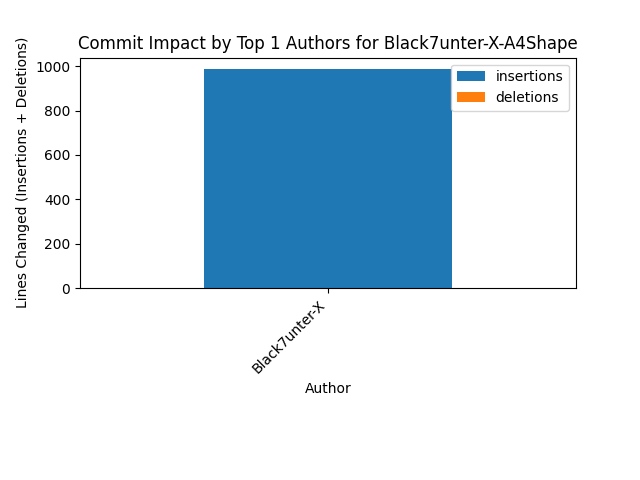 Commit Impact by Top 1 Authors for Black7unter-X-A4Shape
Lines Changed (Insertions + Deletions)
1000
800
600
400
200
0
insertions
deletions
Black7unter-X
Author